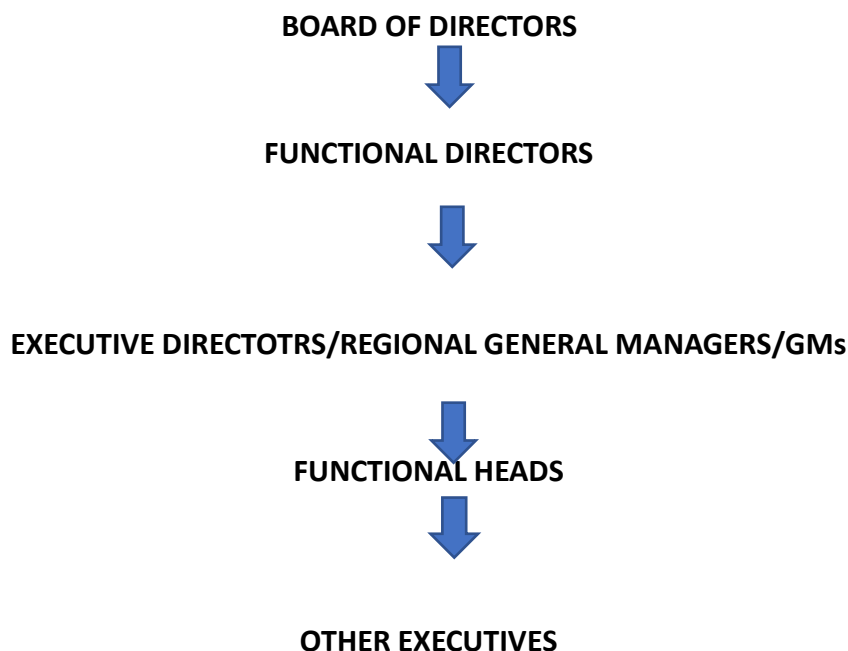 BOARD OF DIRECTORS
FUNCTIONAL DIRECTORS
EXECUTIVE DIRECTOTRS/REGIONAL GENERAL MANAGERS/GMs
FUNCTIONAL HEADS
OTHER EXECUTIVES